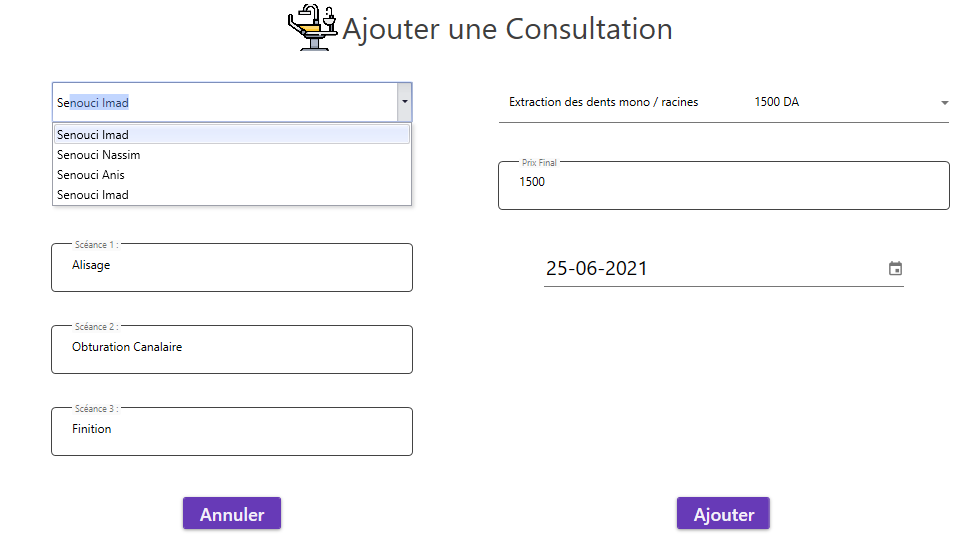 Ajouter une Consultation
Senouci Imad
Senouci Imad
Senouci Nassim
Senouci Anis
Senouci Imad
Scéance 1 :
Alisage
Scéance 2 :
Obturation Canalaire
Scéance 3 :
Finition
Extraction des dents mono / racines 1500 DA
Prix Final
1500
25-06-2021
Annuler
Ajouter